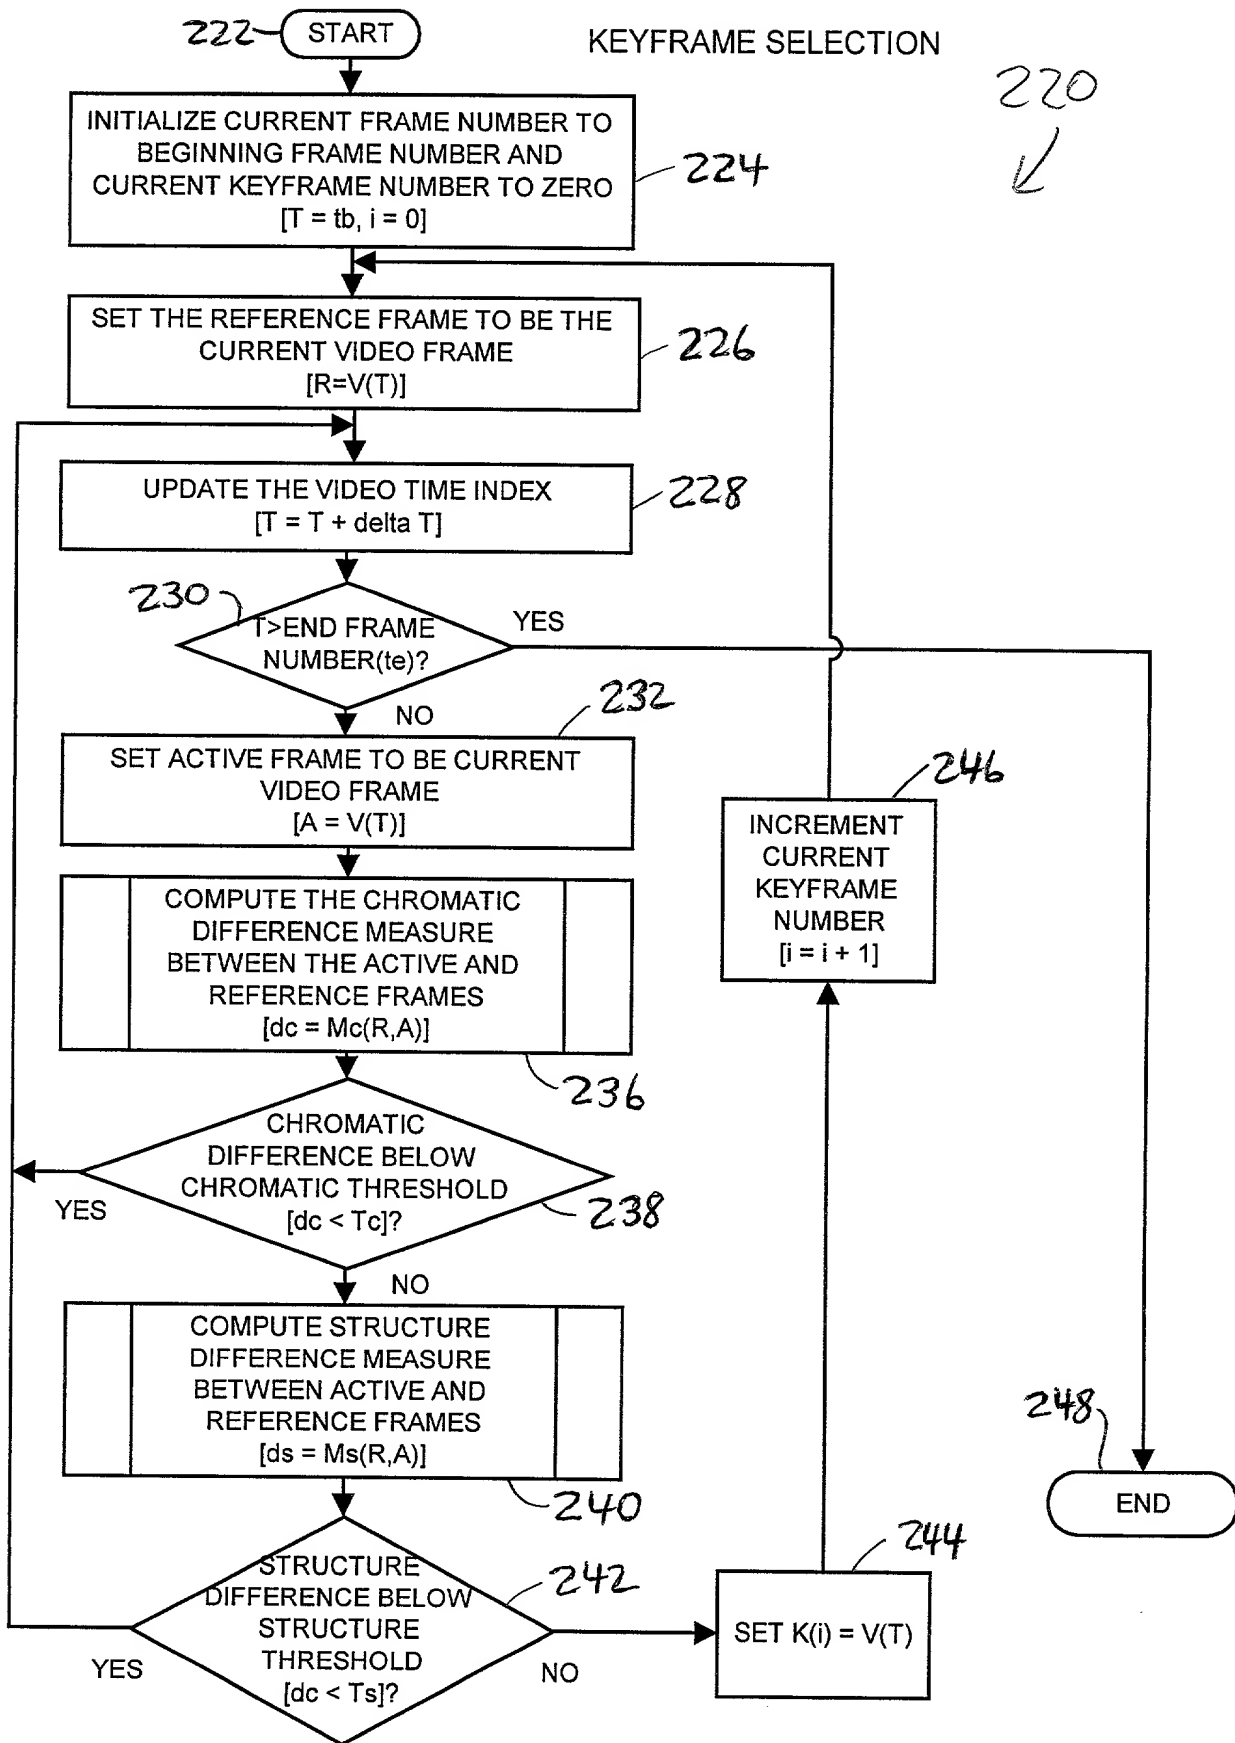 222
START
KEYFRAME SELECTION
220
INITIALIZE CURRENT FRAME NUMBER TO
BEGINNING FRAME NUMBER AND
CURRENT KEYFRAME NUMBER TO ZERO
[T = tb, i = 0]
224
SET THE REFERENCE FRAME TO BE THE
CURRENT VIDEO FRAME
[R=V(T)]
226
UPDATE THE VIDEO TIME INDEX
[T = T + delta T]
228
230
T>END FRAME
NUMBER(te)?
YES
NO
232
SET ACTIVE FRAME TO BE CURRENT
VIDEO FRAME
[A = V(T)]
246
INCREMENT
CURRENT
KEYFRAME
NUMBER
[i = i + 1]
COMPUTE THE CHROMATIC
DIFFERENCE MEASURE
BETWEEN THE ACTIVE AND
REFERENCE FRAMES
[dc = Mc(R,A)]
236
CHROMATIC
DIFFERENCE BELOW
CHROMATIC THRESHOLD
[dc < Tc]?
YES
238
NO
COMPUTE STRUCTURE
DIFFERENCE MEASURE
BETWEEN ACTIVE AND
REFERENCE FRAMES
[ds = Ms(R,A)]
240
248
END
STRUCTURE
DIFFERENCE BELOW
STRUCTURE
THRESHOLD
[dc < Ts]?
242
YES
NO
244
SET K(i) = V(T)